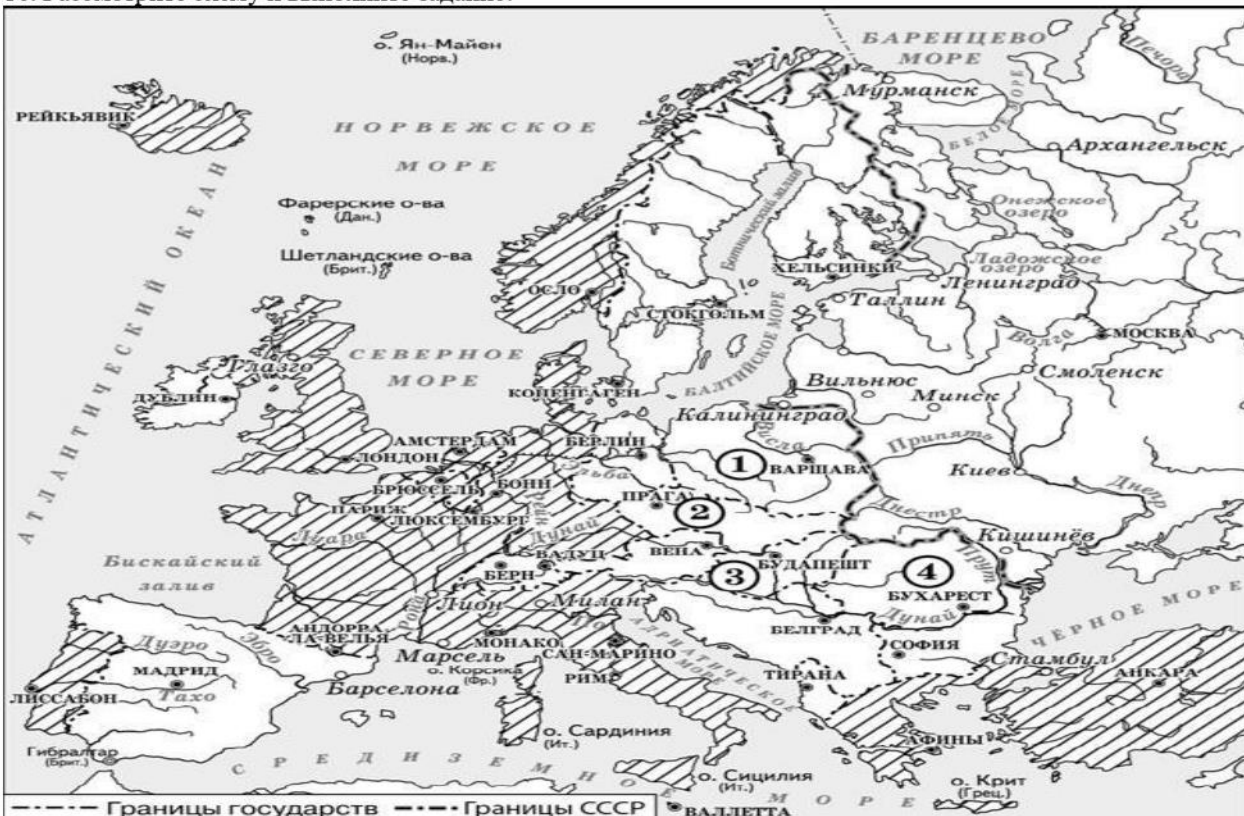 о. Ян-Майен
(Норв.)
БАРЕНЦЕВО
МОРЕ
Печора
Мурманск
РЕЙКЬЯВИК
НОРВЕЖСКОЕ
МОРЕ
БЕЛОЕ МОРЕ
Архангельск
АТЛАНТИЧЕСКИЙ ОКЕАН
Фарерские о-ва
(Дан.)
Ботнический залив
Онежское
озеро
Шетландские о-ва
(Брит.)
ХЕЛЬСИНКИ
Ладожское
озеро
ОСЛО
Ленинград
СТОКГОЛЬМ
Таллин
СЕВЕРНОЕ
МОРЕ
БАЛТИЙСКОЕ МОРЕ
Волга
МОСКВА
Глазго
Смоленск
ДУБЛИН
КОПЕНГАГЕН
Вильнюс
Минск
Калининград
АМСТЕРДАМ
БЕРЛИН
Висла
Припять
ЛОНДОН
Эльба
1
ВАРШАВА
Киев
БРЮССЕЛЬ
БОНН
Днепр
ПАРИЖ
ЛЮКСЕМБУРГ
Рейн
ПРАГА
2
Днестр
Луара
Дунай
Кишинёв
Бискайский
залив
ВАДУЦ
ВЕНА
БУДАПЕШТ
Прут
БЕРН
3
4
Лион
Милан
БУХАРЕСТ
Рона
По
Дунай
ЧЁРНОЕ МОРЕ
АНДОРРА-
ЛА-ВЕЛЬЯ
МОНАКО
САН-МАРИНО
АДРИАТИЧЕСКОЕ
МОРЕ
БЕЛГРАД
Дуэро
Эбро
Марсель
СОФИЯ
МАДРИД
о. Корсика
(Фр.)
РИМ
ТИРАНА
Стамбул
АНКАРА
ЛИССАБОН
Тахо
Барселона
о. Сардиния
(Ит.)
АФИНЫ
Гибралтар
(Брит.)
СРЕДИЗЕМНОЕ МОРЕ
о. Сицилия
(Ит.)
о. Крит
(Грец.)
Границы государств
Границы СССР
ВАЛЛЕТТА